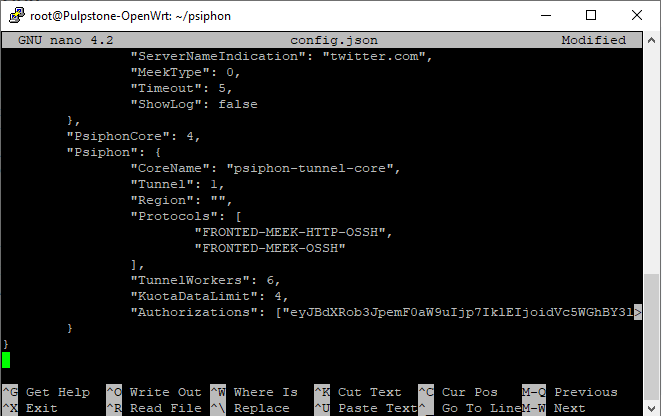 root@Pulpstone-OpenWrt: ~/psiphon
GNU nano 4.2 config.json Modified
"ServerNameIndication": "twitter.com",
"MeekType": 0,
"Timeout": 5,
"ShowLog": false
},
"PsiphonCore": 4,
"Psiphon": {
"CoreName": "psiphon-tunnel-core",
"Tunnel": 1,
"Region": "",
"Protocols": [
"FRONTED-MEEK-HTTP-OSSH",
"FRONTED-MEEK-OSSH"
],
"TunnelWorkers": 6,
"KuotaDataLimit": 4,
"Authorizations": ["eyJBdXRob3JpemF0aW9uIjp7IklEIjoidVc5WGhBY3l>
}
}
^G Get Help ^O Write Out ^W Where Is ^K Cut Text ^C Cur Pos M-Q Previous
^X Exit ^R Read File ^\ Replace ^U Paste Text ^_ Go To Line M-W Next